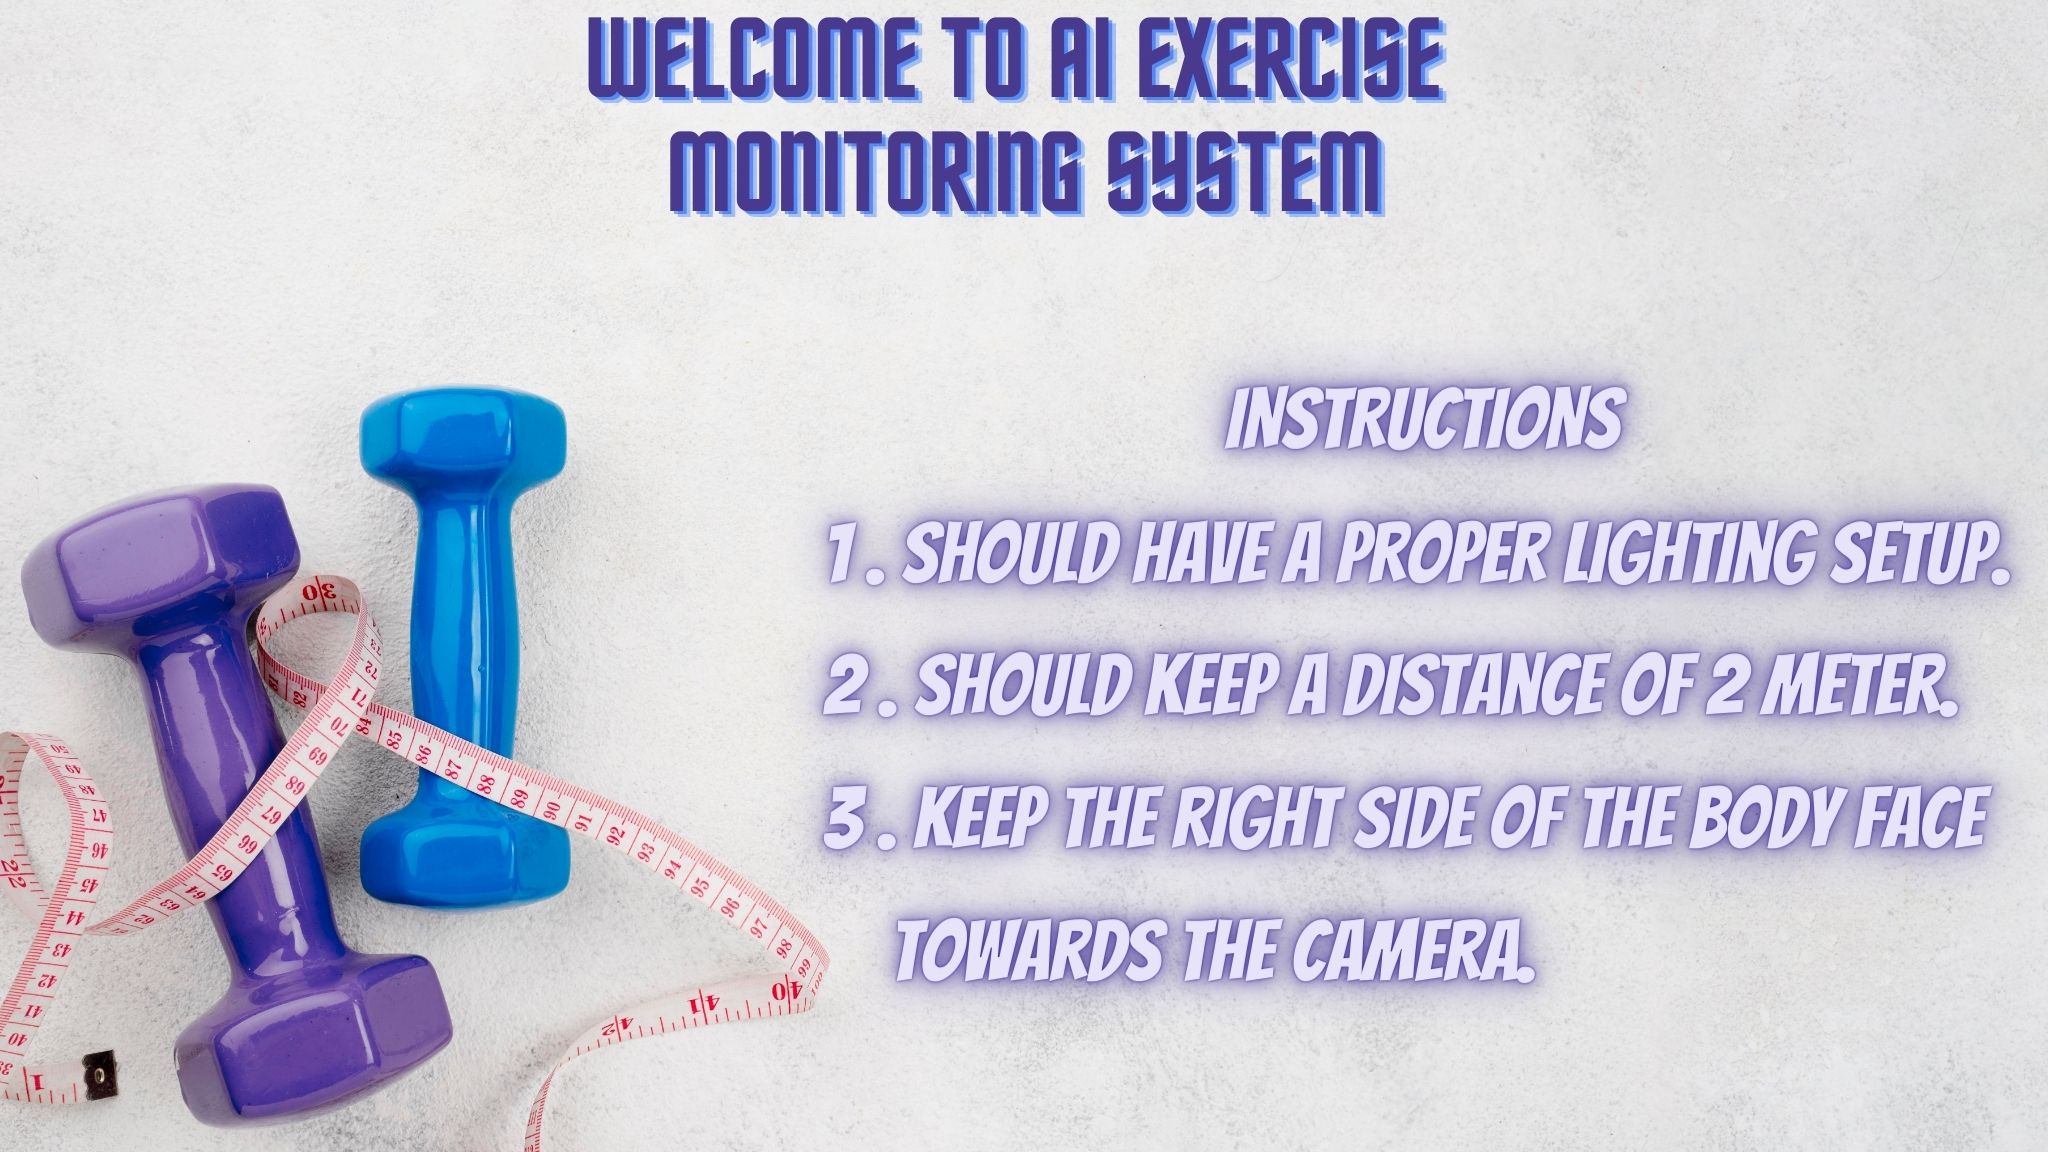 WELCOME TO AI EXERCISE
MONITORING SYSTEM
INSTRUCTIONS
1. SHOULD HAVE A PROPER LIGHTING SETUP.
2. SHOULD KEEP A DISTANCE OF 2 METER.
3. KEEP THE RIGHT SIDE OF THE BODY FACE
TOWARDS THE CAMERA.